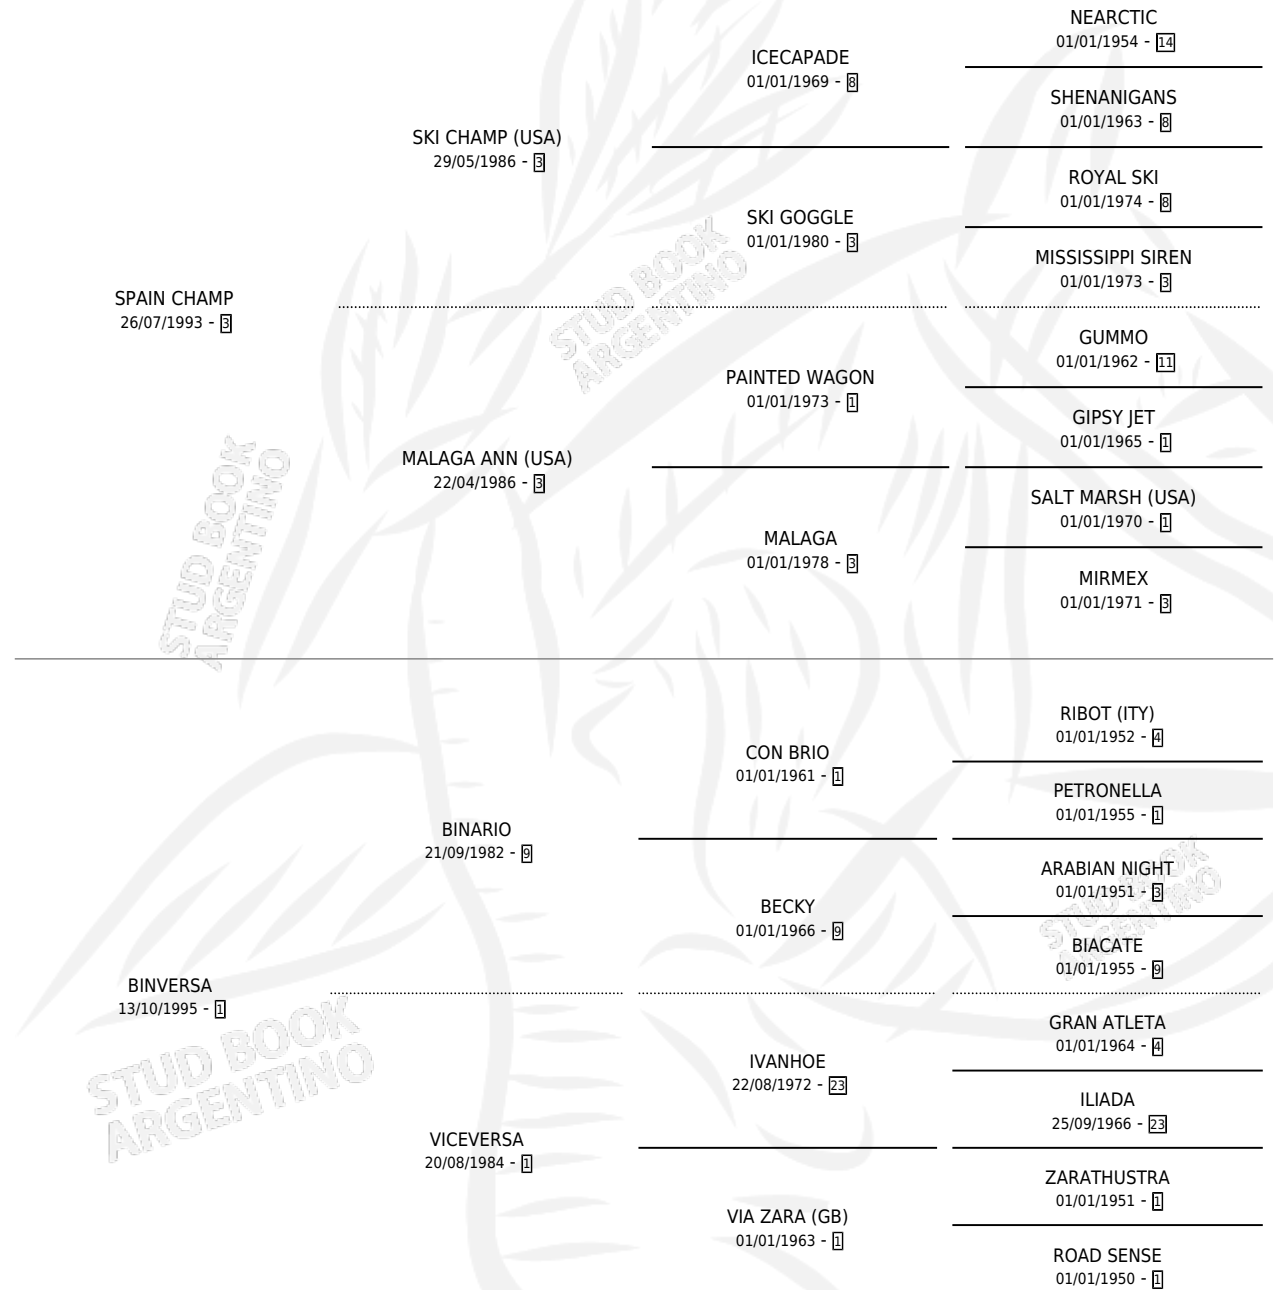 NEARCTIC
01/01/1954 - 14
ICECAPADE
01/01/1969 - 8
SHENANIGANS
01/01/1963 - 8
SKI CHAMP (USA)
29/05/1986 - 3
ROYAL SKI
01/01/1974 - 8
SKI GOGGLE
01/01/1980 - 3
MISSISSIPPI SIREN
01/01/1973 - 3
SPAIN CHAMP
26/07/1993 - 3
STUD BOOK
ARGENTINO
GUMMO
01/01/1962 - 11
PAINTED WAGON
01/01/1973 - 1
GIPSY JET
01/01/1965 - 1
MALAGA ANN (USA)
22/04/1986 - 3
SALT MARSH (USA)
01/01/1970 - 1
MALAGA
01/01/1978 - 3
MIRMEX
01/01/1971 - 3
STUD BOOK
ARGENTINO
RIBOT (ITY)
01/01/1952 - 4
CON BRIO
01/01/1961 - 1
PETRONELLA
01/01/1955 - 1
BINARIO
21/09/1982 - 9
ARABIAN NIGHT
01/01/1951 - 3
BECKY
01/01/1966 - 9
STUD BOOK
ARGENTINO
BIACATE
01/01/1955 - 9
BINVERSA
13/10/1995 - 1
STUD BOOK
ARGENTINO
GRAN ATLETA
01/01/1964 - 4
IVANHOE
22/08/1972 - 23
ILIADA
25/09/1966 - 23
VICEVERSA
20/08/1984 - 1
ZARATHUSTRA
01/01/1951 - 1
VIA ZARA (GB)
01/01/1963 - 1
ROAD SENSE
01/01/1950 - 1